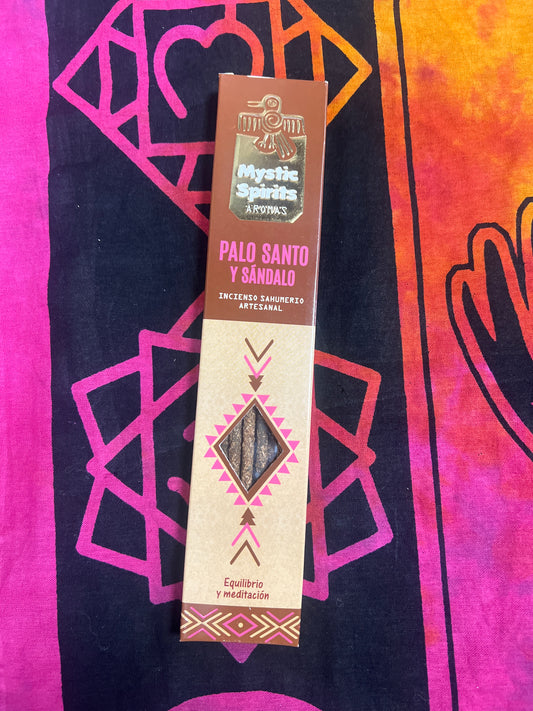 Mystic
Spirits
AROMAS
PALO SANTO
Y SÁNDALO
INCIENSO SAHUMERIO
ARTESANAL
Equilibrio
y meditación